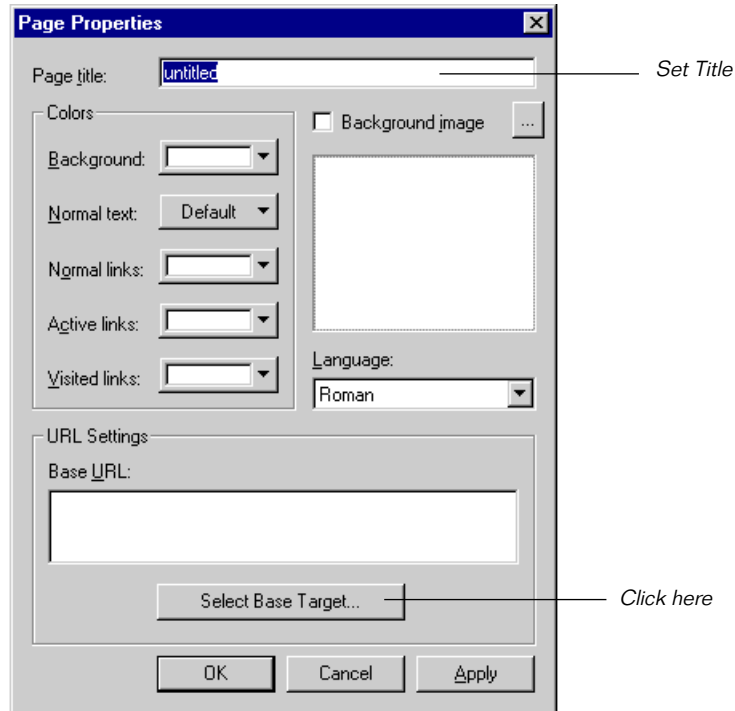 Page Properties
Page title:
untitled
Set Title
Colors
Background image
...
Background:
Normal text:
Default
Normal links:
Active links:
Visited links:
Language:
Roman
URL Settings
Base URL:
Select Base Target...
Click here
OK
Cancel
Apply